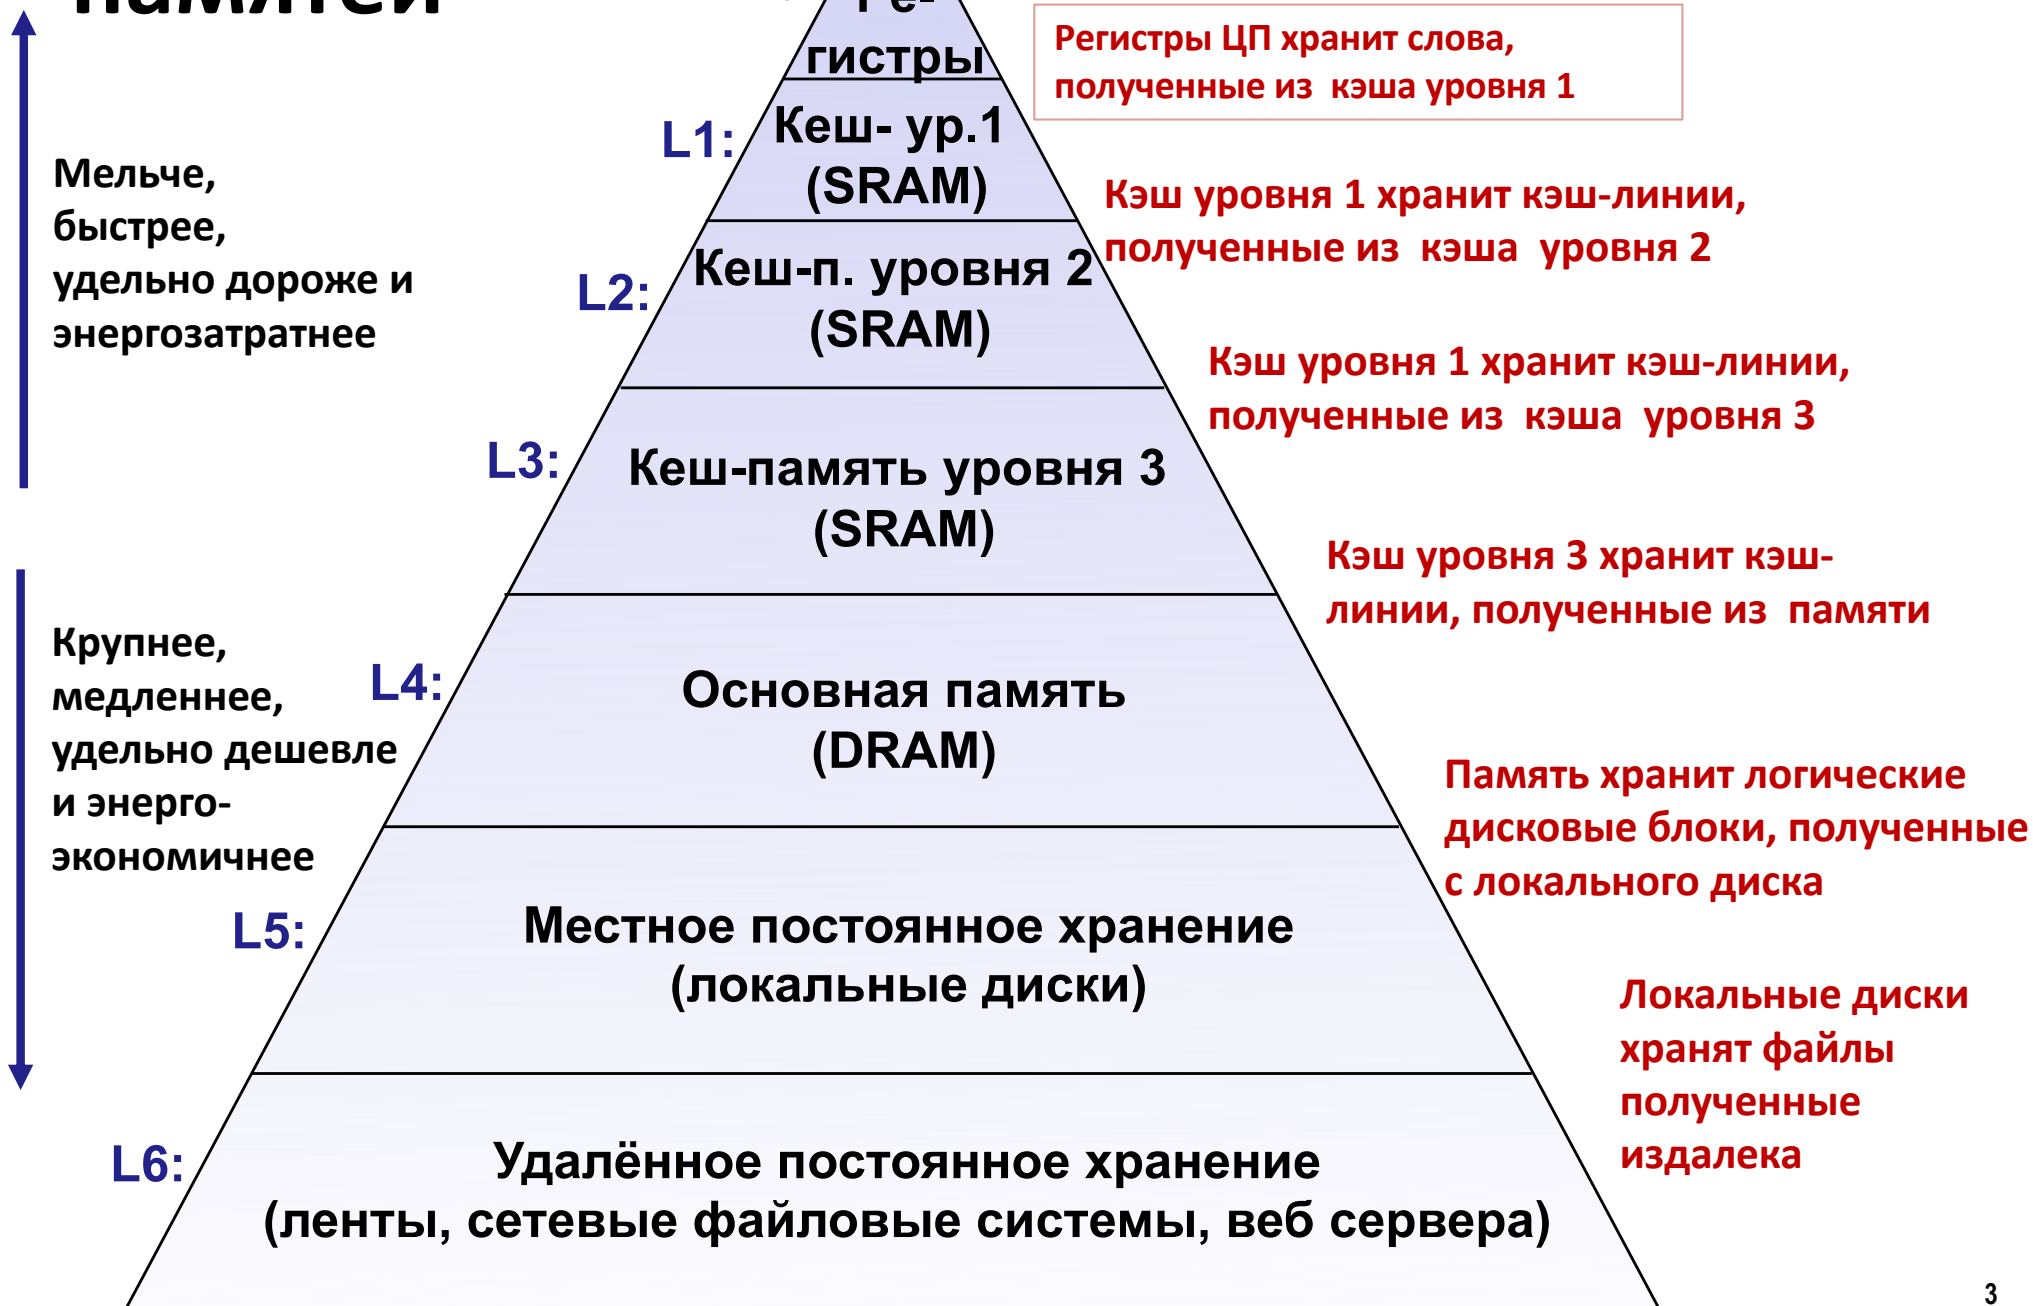 памятей
Ре-
гистры
Регистры ЦП хранит слова,
полученные из кэша уровня 1
L1:
Кеш- ур.1
(SRAM)
Мельче,
быстрее,
удельно дороже и
энергозатратнее
Кэш уровня 1 хранит кэш-линии,
полученные из кэша уровня 2
L2:
Кеш-п. уровня 2
(SRAM)
Кэш уровня 1 хранит кэш-линии,
полученные из кэша уровня 3
L3:
Кеш-память уровня 3
(SRAM)
Кэш уровня 3 хранит кэш-
линии, полученные из памяти
Крупнее,
медленнее,
удельно дешевле
и энерго-
экономичнее
L4:
Основная память
(DRAM)
Память хранит логические
дисковые блоки, полученные
с локального диска
L5:
Местное постоянное хранение
(локальные диски)
Локальные диски
хранят файлы
полученные
издалека
L6:
Удалённое постоянное хранение
(ленты, сетевые файловые системы, веб сервера)
3